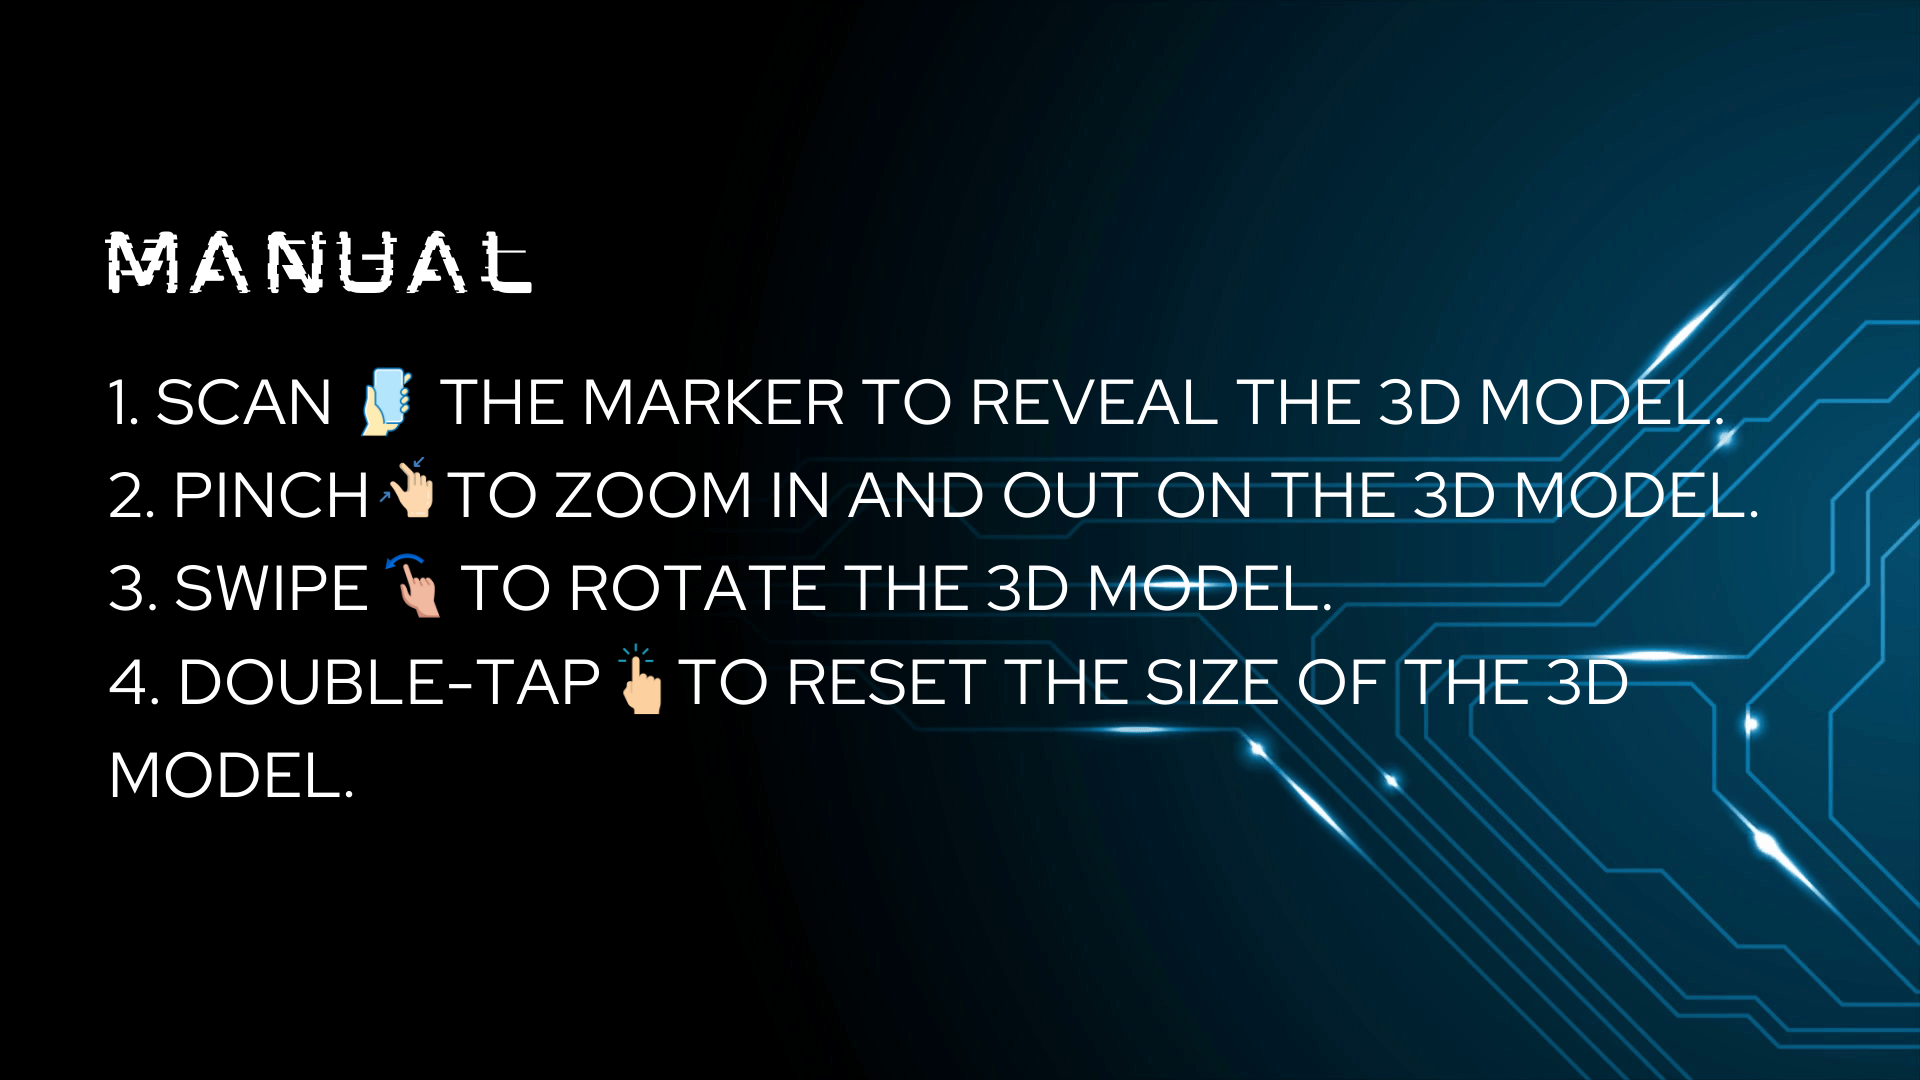 MANUAL
1. SCAN THE MARKER TO REVEAL THE 3D MODEL.
2. PINCH TO ZOOM IN AND OUT ON THE 3D MODEL.
3. SWIPE TO ROTATE THE 3D MODEL.
4. DOUBLE-TAP TO RESET THE SIZE OF THE 3D
MODEL.